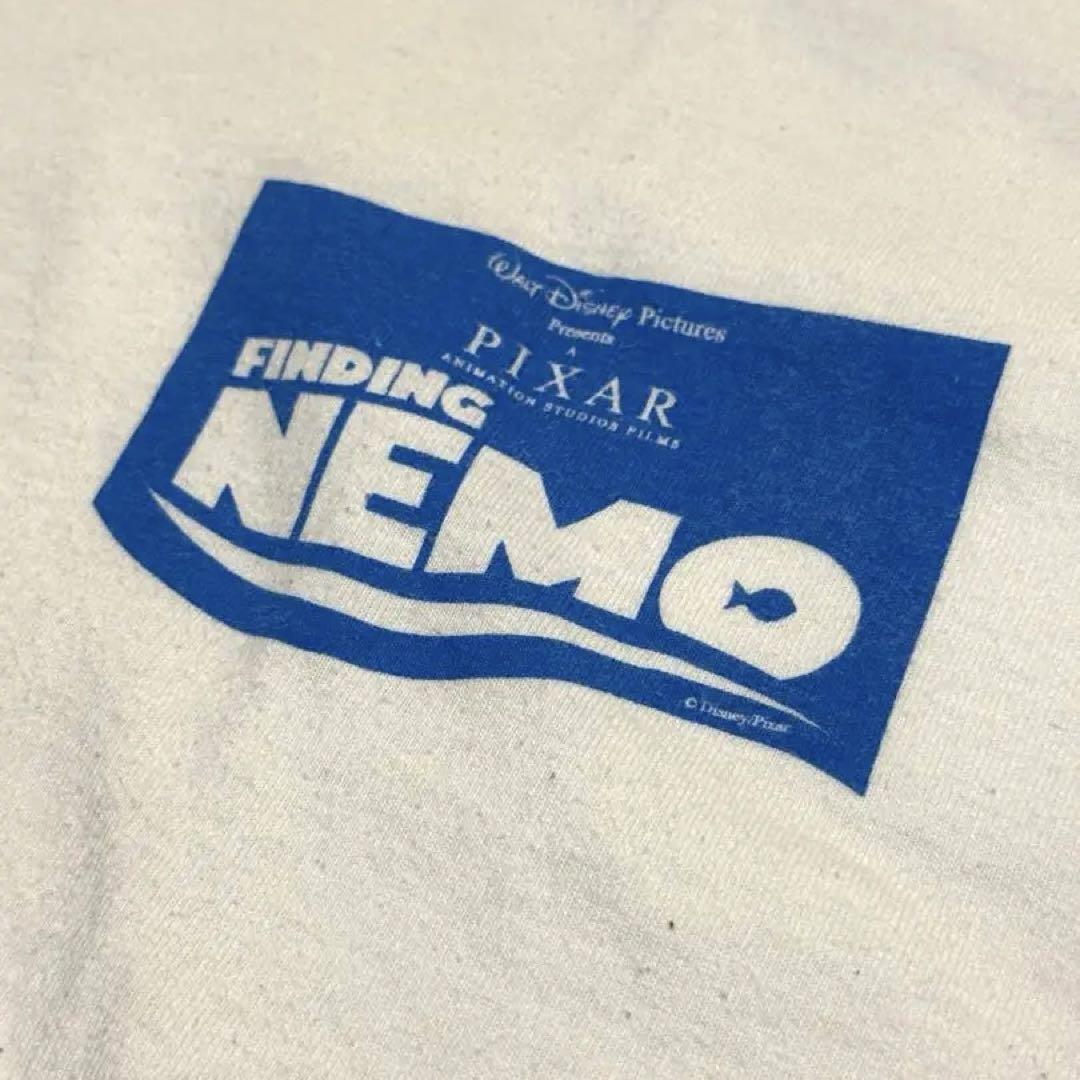 Walt Disney Pictures
Presents
A
PIXAR
ANIMATION STUDIOS FILMS
FINDING
NEMO
© Disney/Pixar